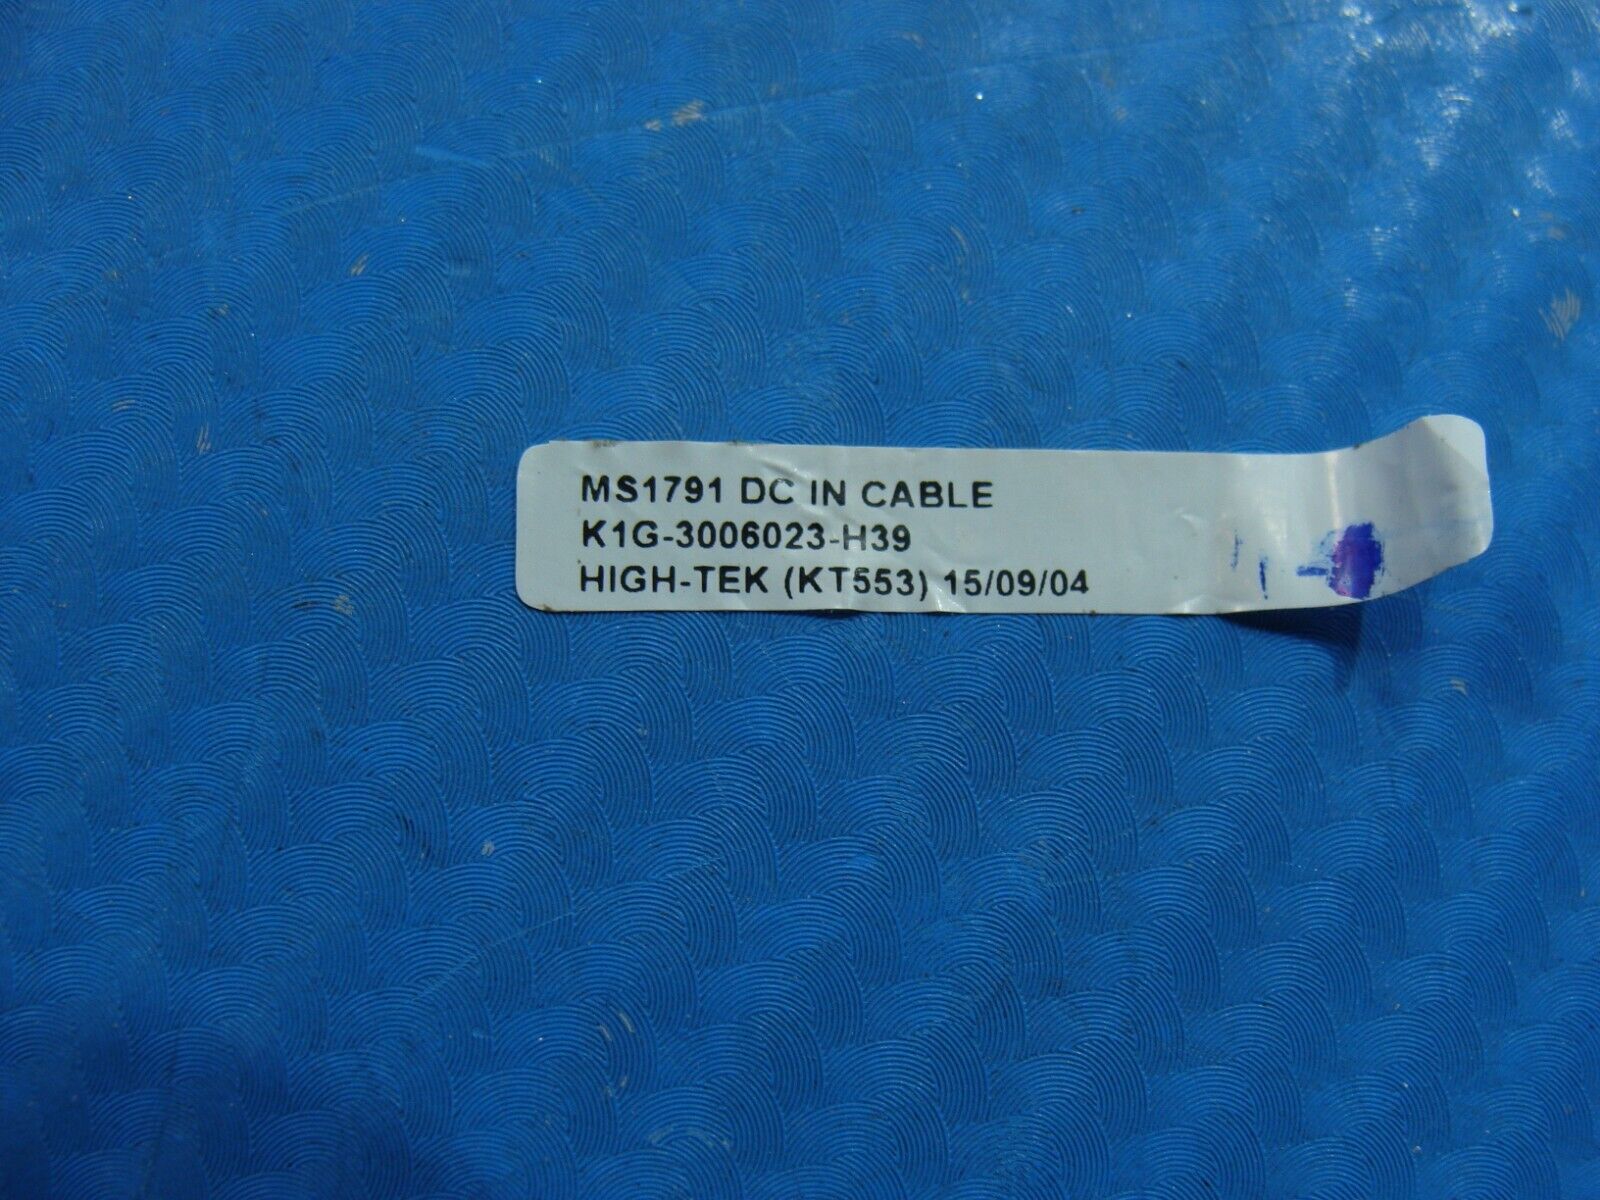 MS1791 DC IN CABLE
K1G-3006023-H39
HIGH-TEK (KT553) 15/09/04